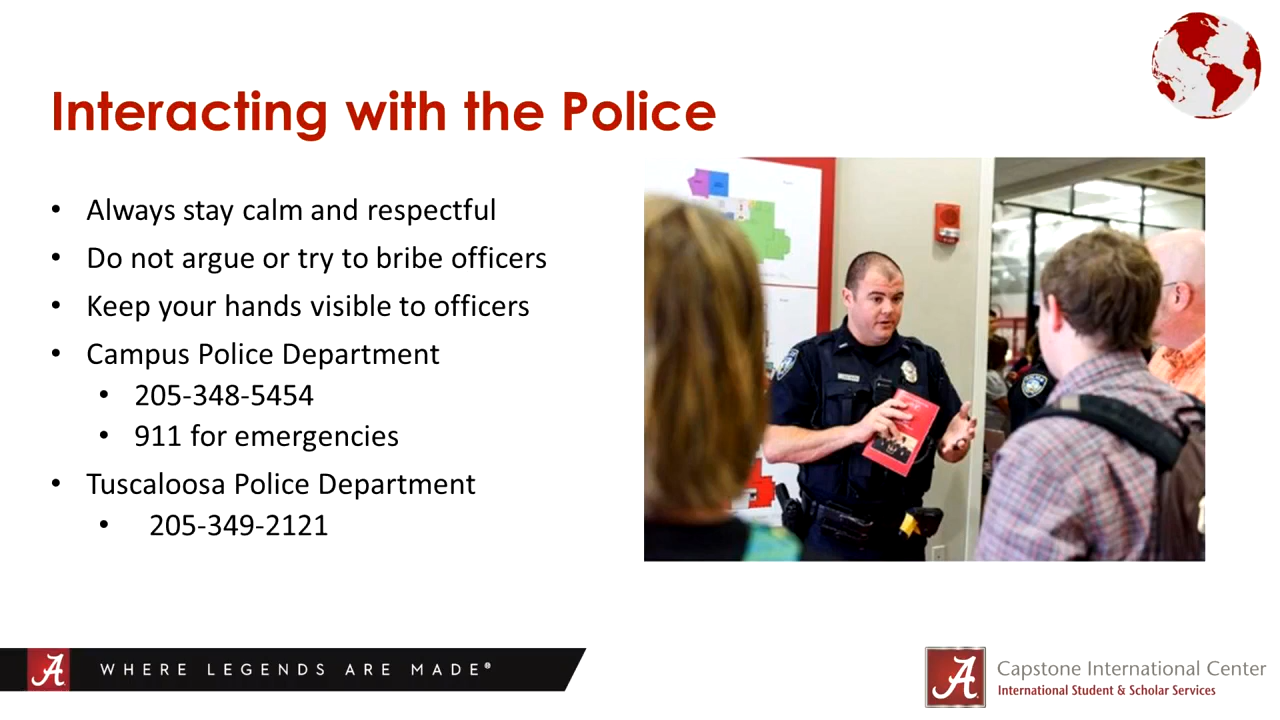 Interacting with the Police
• Always stay calm and respectful
• Do not argue or try to bribe officers
• Keep your hands visible to officers
• Campus Police Department
• 205-348-5454
• 911 for emergencies
• Tuscaloosa Police Department
• 205-349-2121
A WHERE LEGENDS ARE MADE®
A Capstone International Center
International Student & Scholar Services